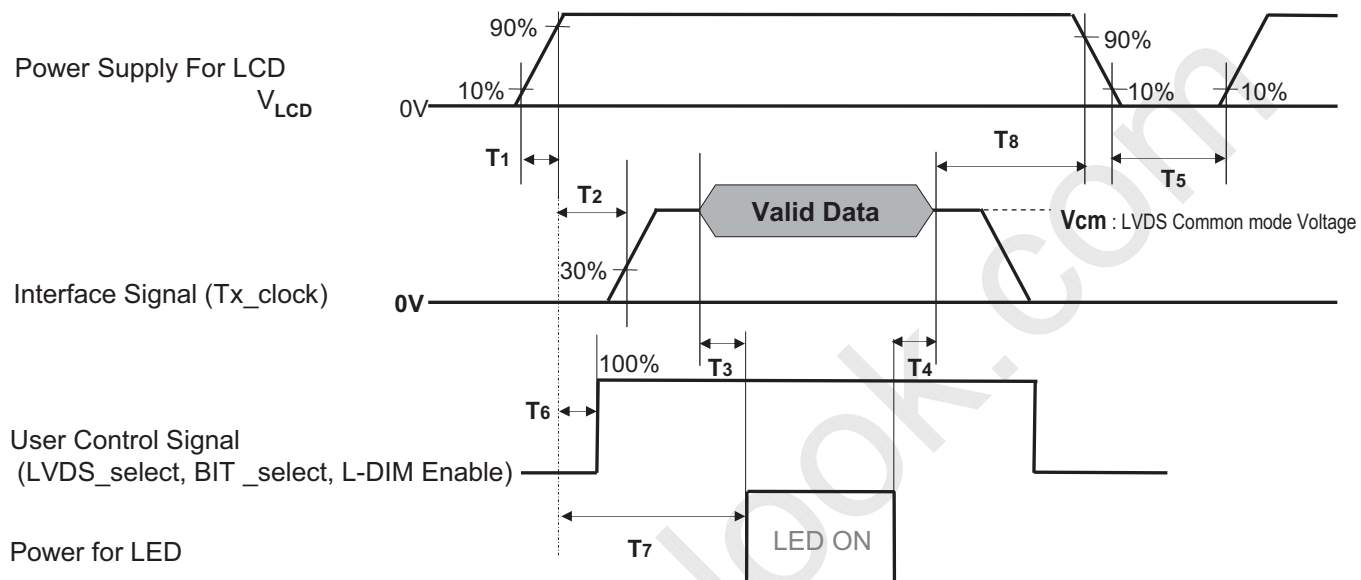 90%
90%
Power Supply For LCD
VLCD
10%
10%
10%
0V
T1
T8
T2
T5
Valid Data
Vcm : LVDS Common mode Voltage
30%
Interface Signal (Tx_clock)
0V
T3
T4
100%
T6
User Control Signal
(LVDS_select, BIT _select, L-DIM Enable)
T7
LED ON
Power for LED
look.com